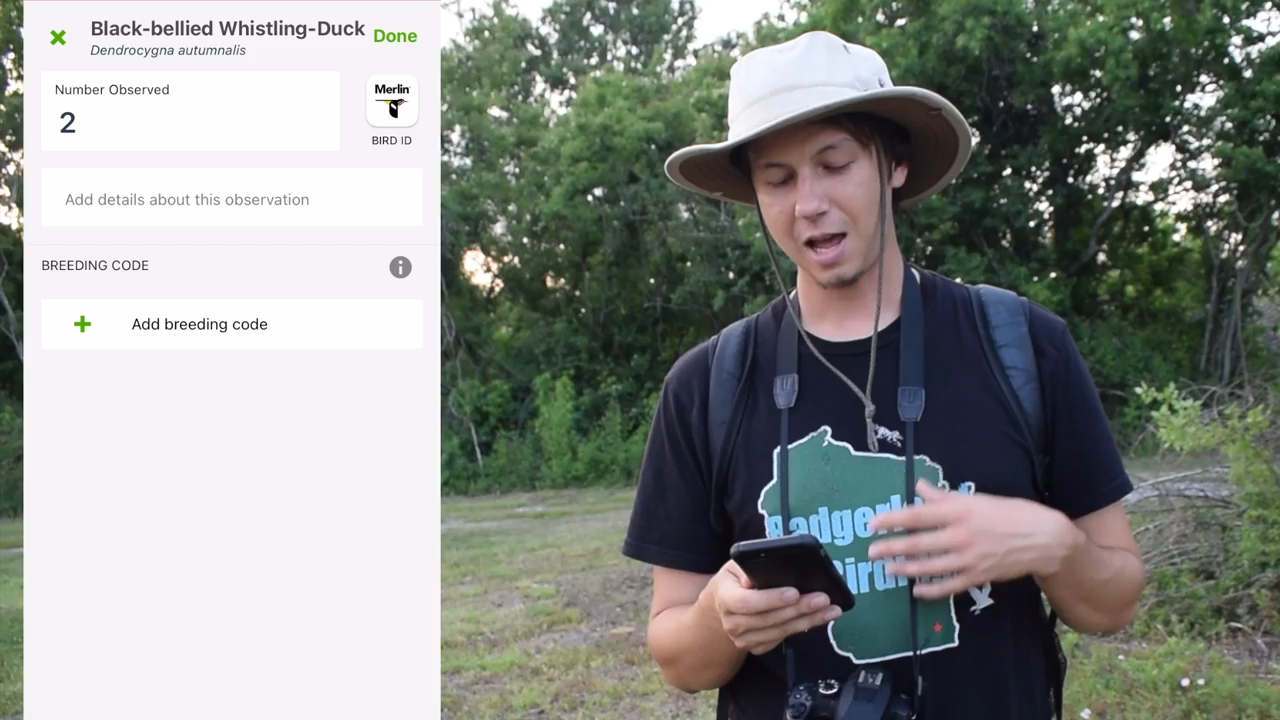 Black-bellied Whistling-Duck
Dendrocygna autumnalis
Done
Number Observed
2
Merlin
BIRD ID
Add details about this observation
BREEDING CODE
Add breeding code